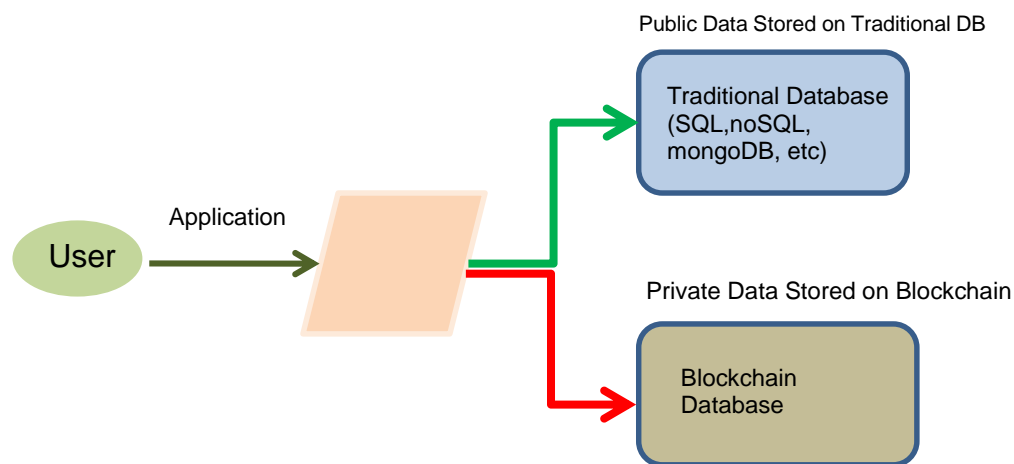 Public Data Stored on Traditional DB
Traditional Database
(SQL,noSQL,
mongoDB, etc)
Application
User
Private Data Stored on Blockchain
Blockchain
Database